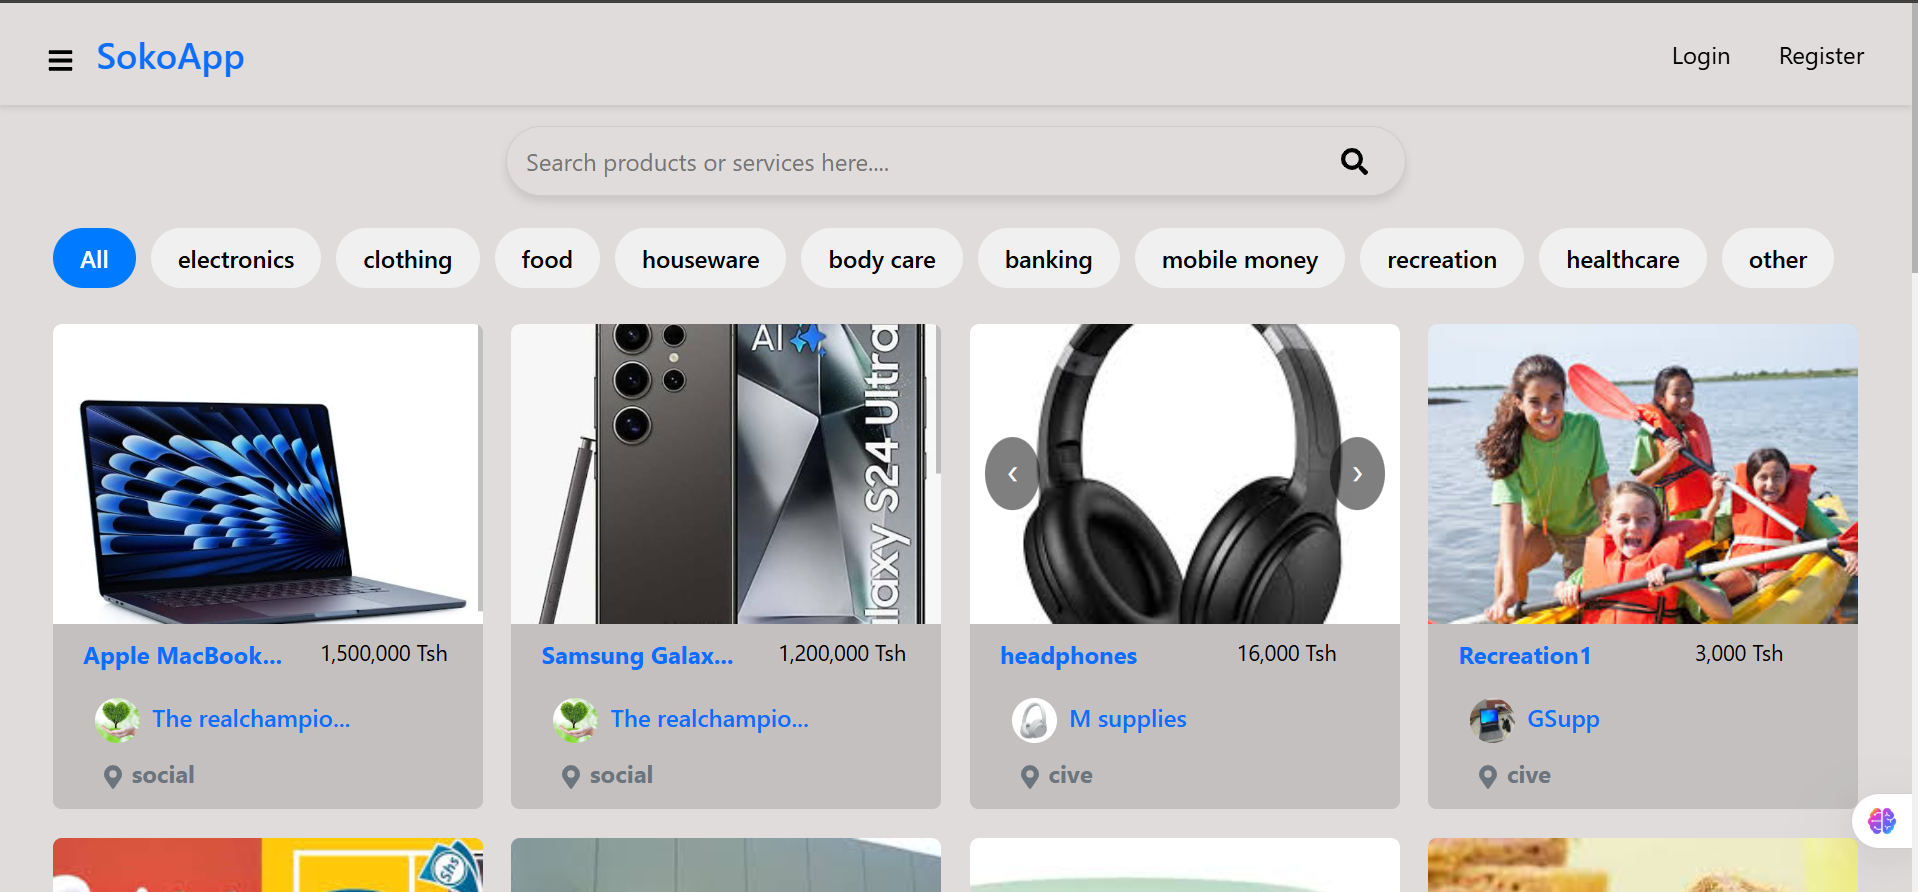 SokoApp
Login Register
Search products or services here....
All electronics clothing food houseware body care banking mobile money recreation healthcare other
AI
laxy S24 Ultra
‹ ›
Apple MacBook... 1,500,000 Tsh
The realchampio...
social
Samsung Galax... 1,200,000 Tsh
The realchampio...
social
headphones 16,000 Tsh
M supplies
cive
Recreation1 3,000 Tsh
GSupp
cive
Shs